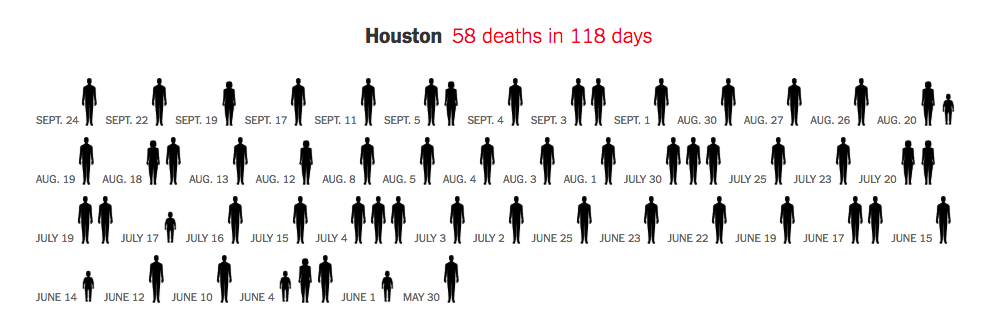 Houston 58 deaths in 118 days
SEPT. 24 SEPT. 22 SEPT. 19 SEPT. 17 SEPT. 11 SEPT. 5 SEPT. 4 SEPT. 3 SEPT. 1 AUG. 30 AUG. 27 AUG. 26 AUG. 20
AUG. 19 AUG. 18 AUG. 13 AUG. 12 AUG. 8 AUG. 5 AUG. 4 AUG. 3 AUG. 1 JULY 30 JULY 25 JULY 23 JULY 20
JULY 19 JULY 17 JULY 16 JULY 15 JULY 4 JULY 3 JULY 2 JUNE 25 JUNE 23 JUNE 22 JUNE 19 JUNE 17 JUNE 15
JUNE 14 JUNE 12 JUNE 10 JUNE 4 JUNE 1 MAY 30